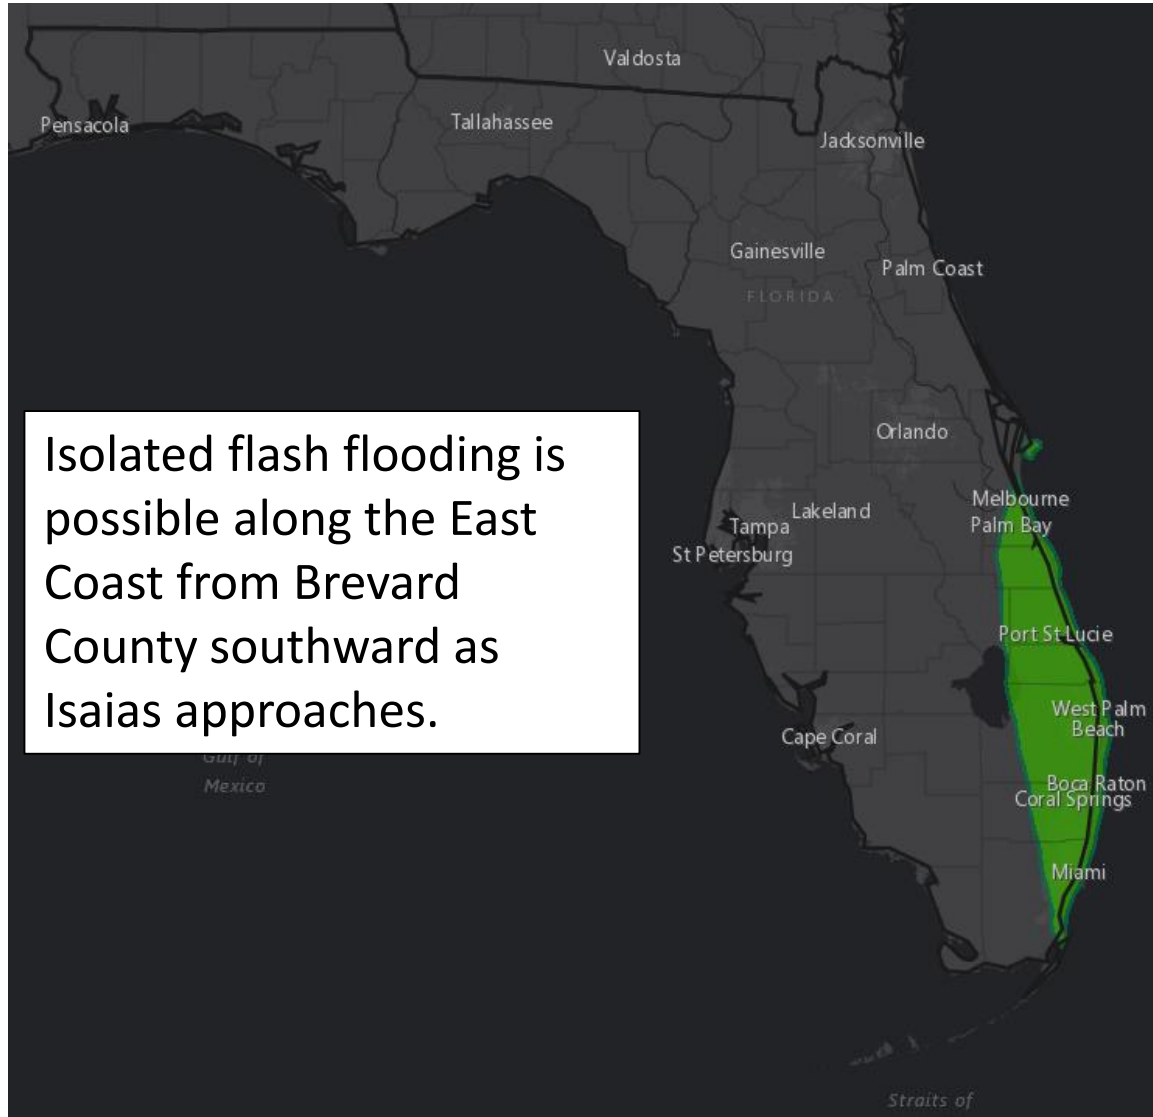 Valdosta
Pensacola
Tallahassee
Jacksonville
Gainesville
Palm Coast
FLORIDA
Orlando
Isolated flash flooding is
possible along the East
Coast from Brevard
County southward as
Isaias approaches.
Melbourne
Lakeland
Tampa
Palm Bay
St Petersburg
Port St Lucie
West Palm
Beach
Cape Coral
Gulf of
Mexico
Boca Raton
Coral Springs
Miami
Straits of